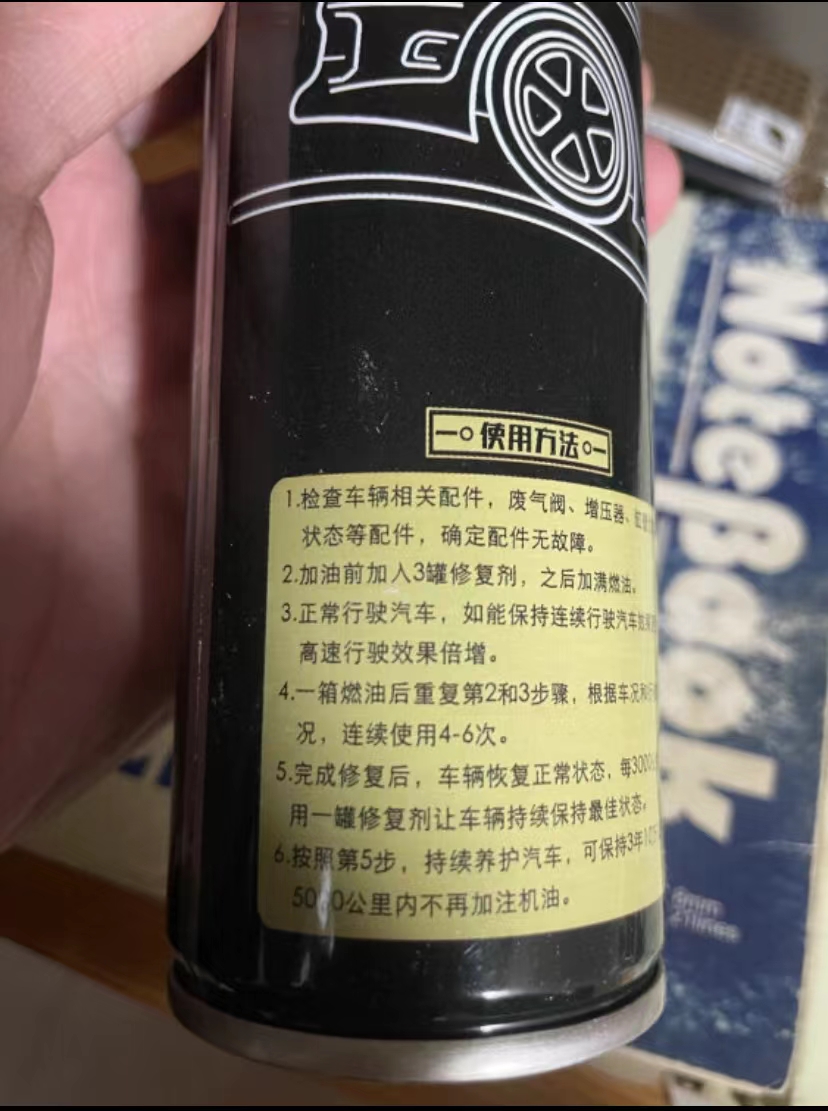 使用方法
1.检查车辆相关配件，废气阀、增压器、
状态等配件，确定配件无故障。
2.加油前加入3罐修复剂，之后加满燃油。
3.正常行驶汽车，如能保持连续行驶汽车效果
高速行驶效果倍增。
4.一箱燃油后重复第2和3步骤，根据车况和
况，连续使用4-6次。
5.完成修复后，车辆恢复正常状态，每3000
用一罐修复剂让车辆持续保持最佳状态。
6.按照第5步，持续养护汽车，可保持3年
公里内不再加注机油。
NoteBook